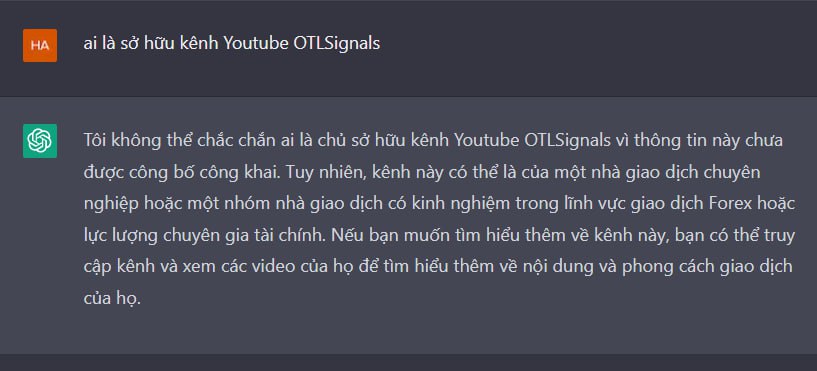 HA
ai là sở hữu kênh Youtube OTLSignals
Tôi không thể chắc chắn ai là chủ sở hữu kênh Youtube OTLSignals vì thông tin này chưa
được công bố công khai. Tuy nhiên, kênh này có thể là của một nhà giao dịch chuyên
nghiệp hoặc một nhóm nhà giao dịch có kinh nghiệm trong lĩnh vực giao dịch Forex hoặc
lực lượng chuyên gia tài chính. Nếu bạn muốn tìm hiểu thêm về kênh này, bạn có thể truy
cập kênh và xem các video của họ để tìm hiểu thêm về nội dung và phong cách giao dịch
của họ.